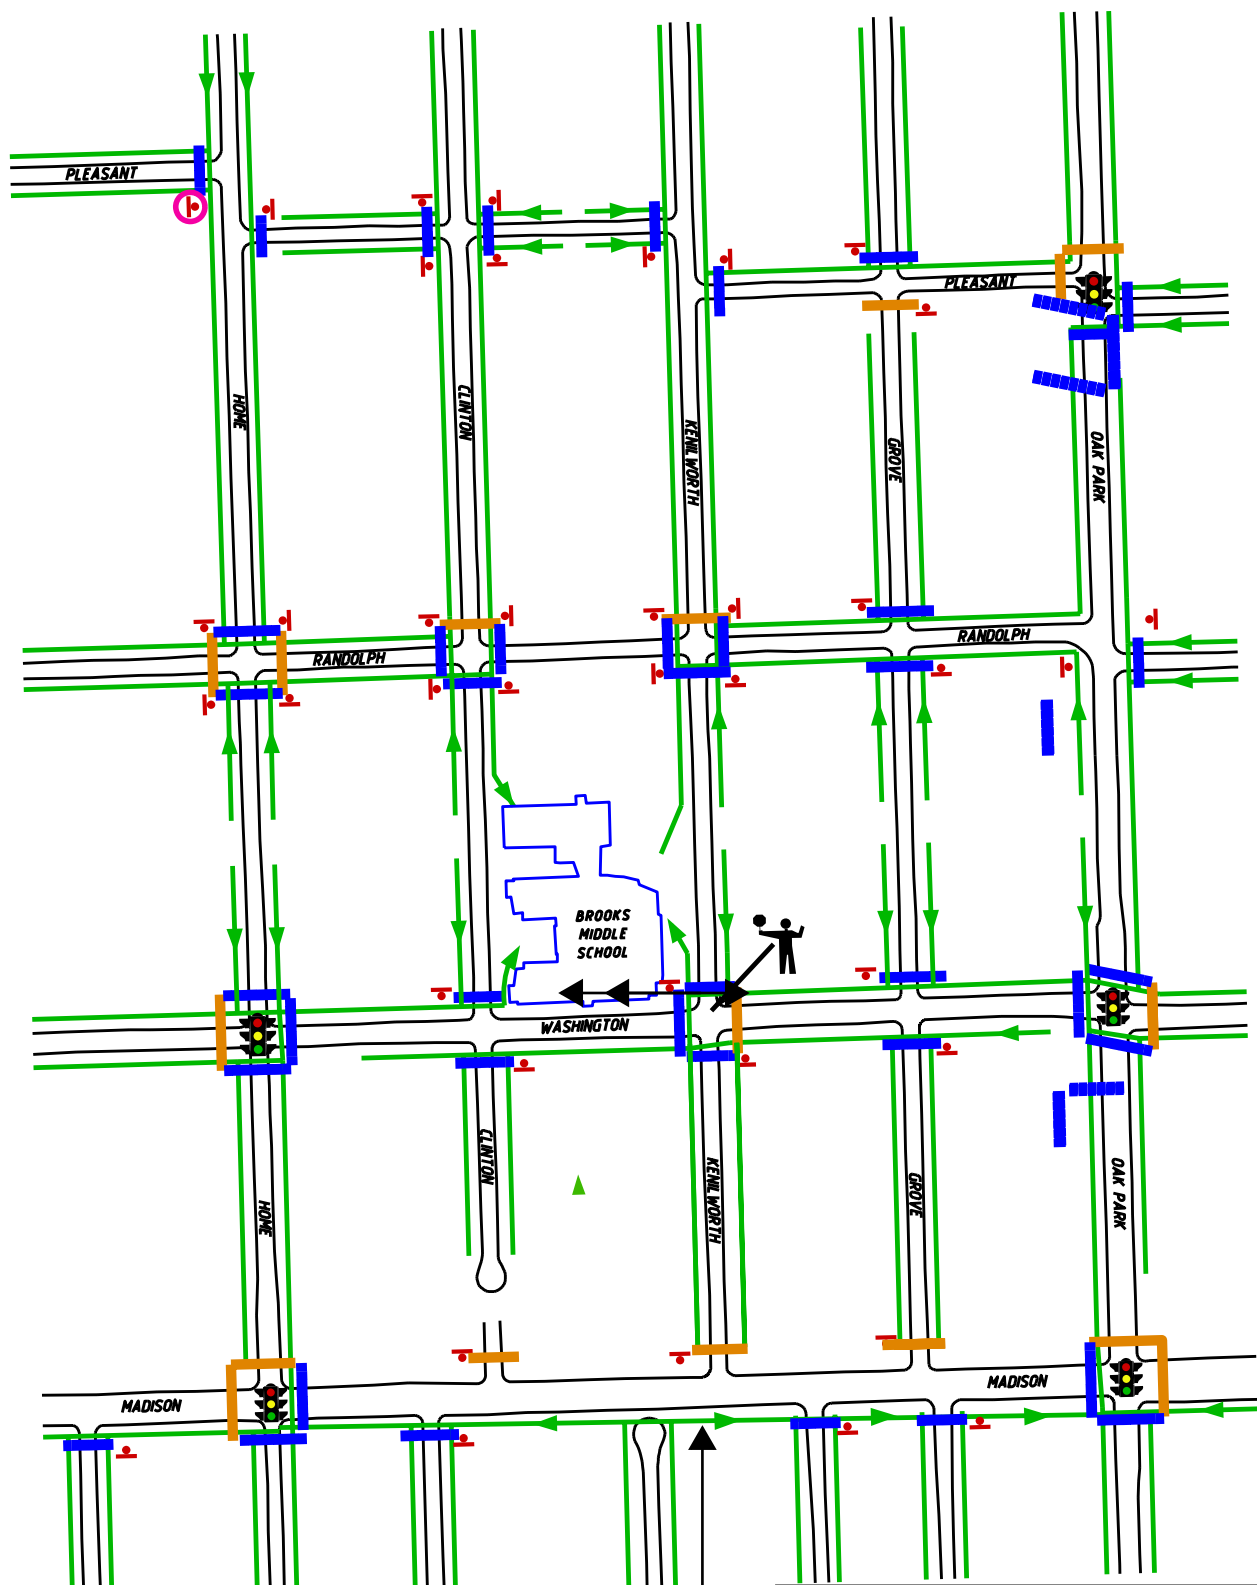 PLEASANT
PLEASANT
HOME
CLINTON
KENILWORTH
GROVE
OAK PARK
RANDOLPH
RANDOLPH
BROOKS
MIDDLE
SCHOOL
WASHINGTON
CLINTON
KENILWORTH
GROVE
OAK PARK
HOME
MADISON
MADISON